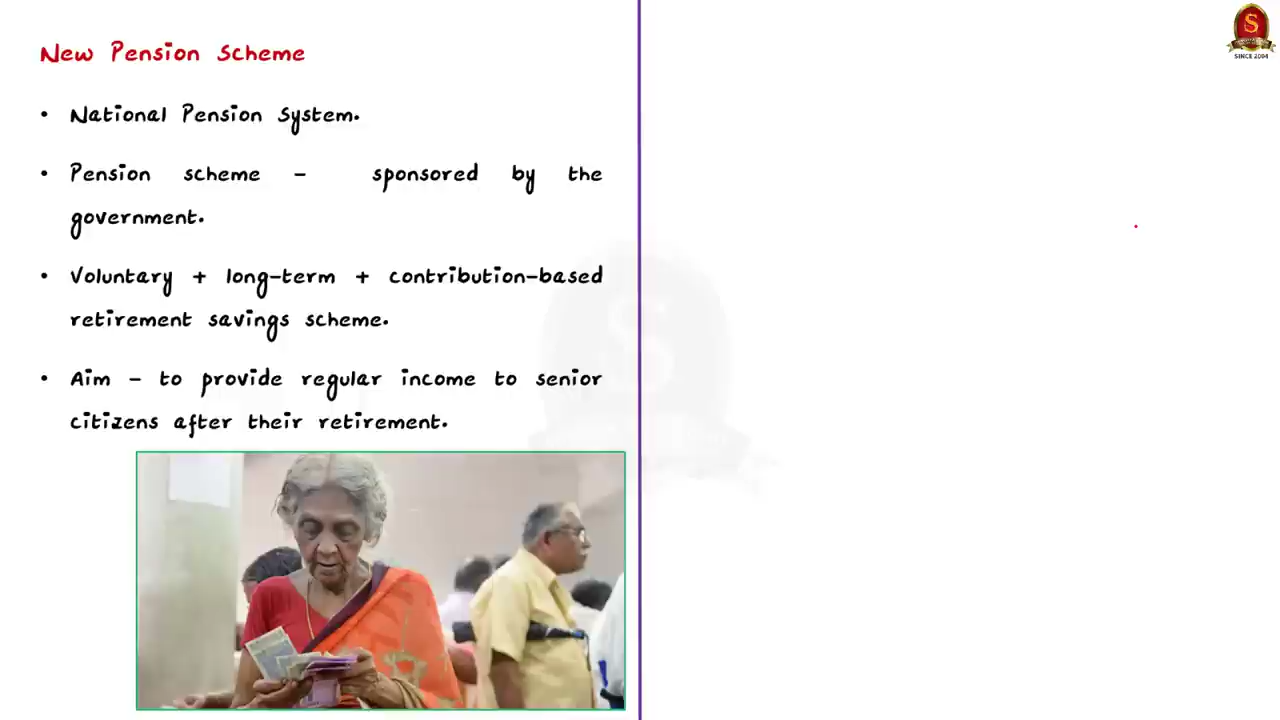 New Pension Scheme
• National Pension System.
• Pension scheme – sponsored by the
government.
• Voluntary + long-term + contribution-based
retirement savings scheme.
• Aim – to provide regular income to senior
citizens after their retirement.
S
SINCE 2004